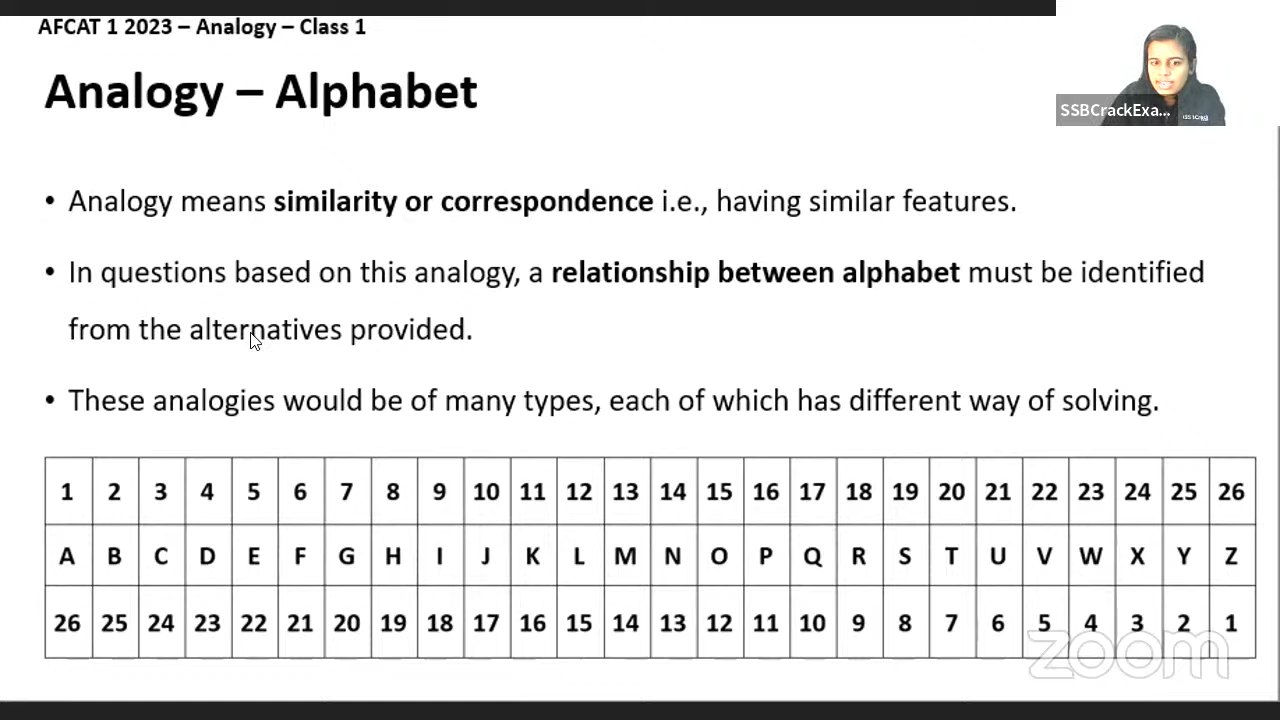 AFCAT 1 2023 – Analogy – Class 1
Analogy – Alphabet
SSBCrackExa...
• Analogy means similarity or correspondence i.e., having similar features.
• In questions based on this analogy, a relationship between alphabet must be identified
from the alternatives provided.
• These analogies would be of many types, each of which has different way of solving.
1 2 3 4 5 6 7 8 9 10 11 12 13 14 15 16 17 18 19 20 21 22 23 24 25 26
A B C D E F G H I J K L M N O P Q R S T U V W X Y Z
26 25 24 23 22 21 20 19 18 17 16 15 14 13 12 11 10 9 8 7 6 5 4 3 2 1
zoom